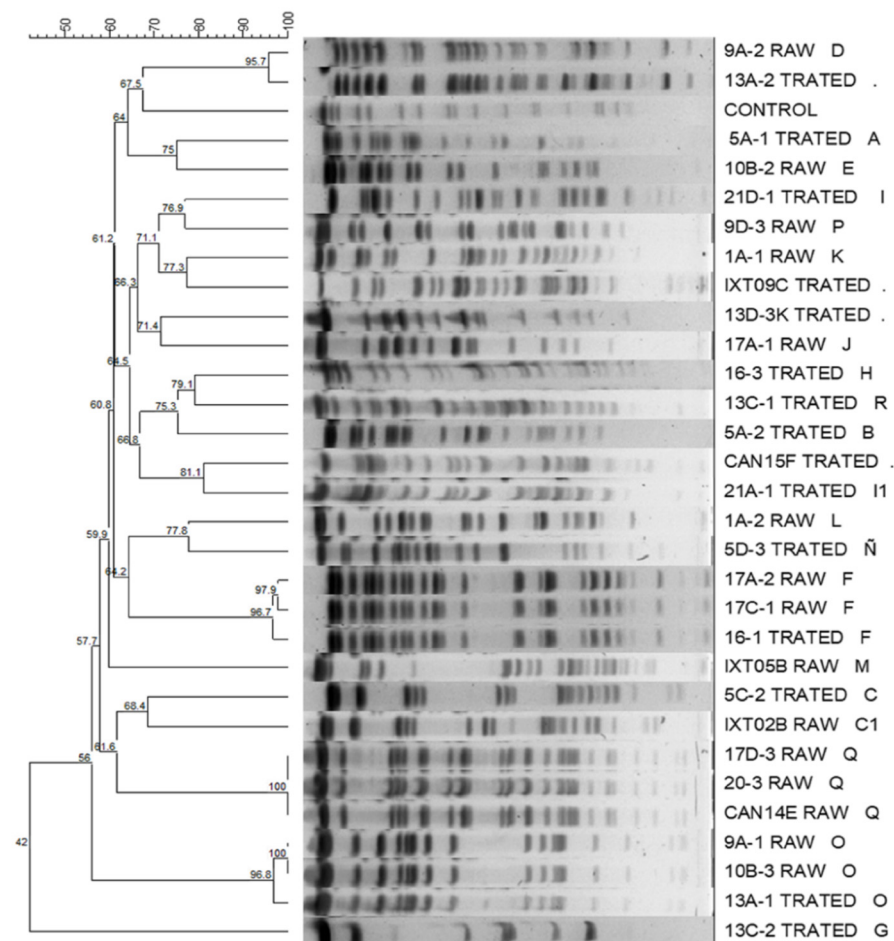 50 60 70 80 90 100
9A-2 RAW D
95.7
13A-2 TRATED .
67.5
CONTROL
64
5A-1 TRATED A
75
10B-2 RAW E
21D-1 TRATED I
76.9
9D-3 RAW P
61.2
71.1
1A-1 RAW K
77.3
66.3
IXT09C TRATED .
13D-3K TRATED .
71.4
17A-1 RAW J
64.5
16-3 TRATED H
79.1
13C-1 TRATED R
60.8
75.3
5A-2 TRATED B
66.8
CAN15F TRATED .
81.1
21A-1 TRATED I1
1A-2 RAW L
59.9
77.8
5D-3 TRATED Ñ
64.2
17A-2 RAW F
97.9
17C-1 RAW F
96.7
16-1 TRATED F
57.7
IXT05B RAW M
5C-2 TRATED C
68.4
IXT02B RAW C1
61.6
17D-3 RAW Q
56
20-3 RAW Q
100
CAN14E RAW Q
42
9A-1 RAW O
100
10B-3 RAW O
96.8
13A-1 TRATED O
13C-2 TRATED G